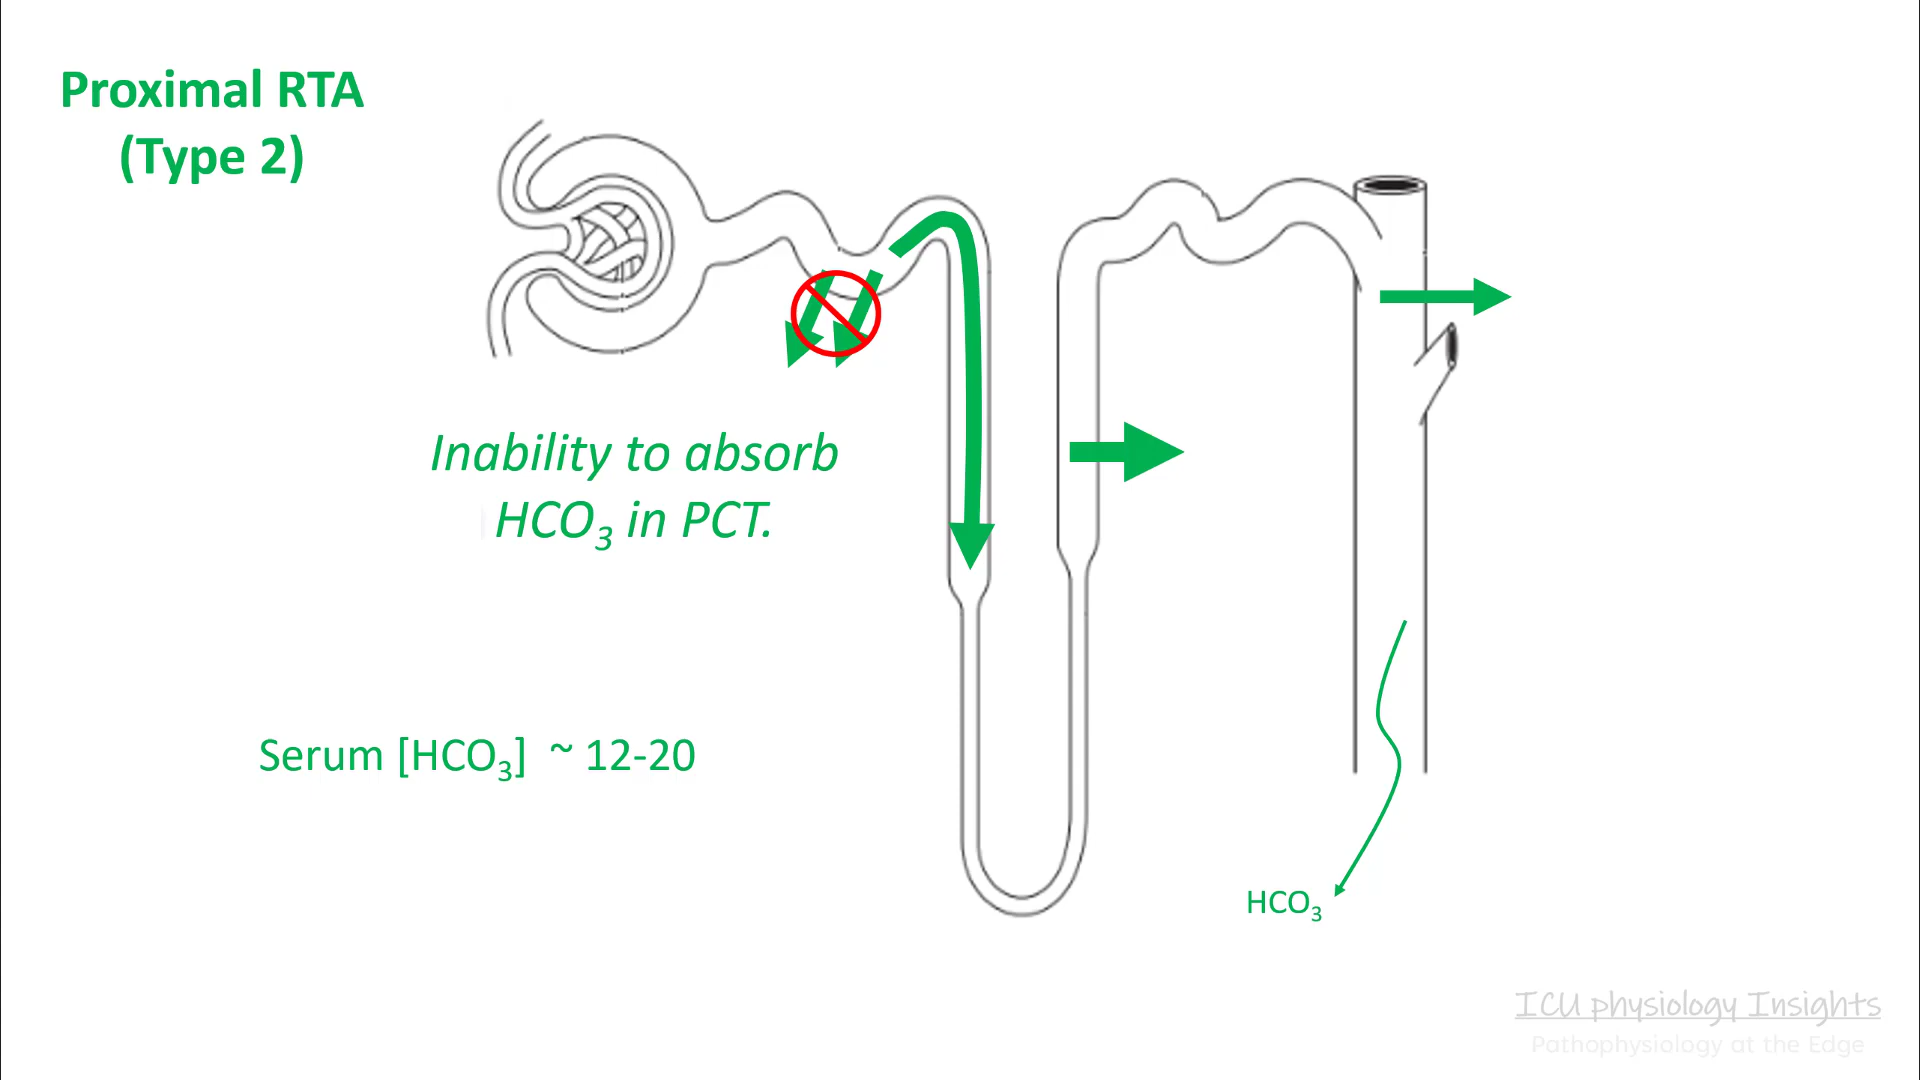 Proximal RTA
(Type 2)
Inability to absorb
HCO₃ in PCT.
Serum [HCO₃] ~ 12-20
HCO₃
ICU physiology Insights
Pathophysiology at the Edge